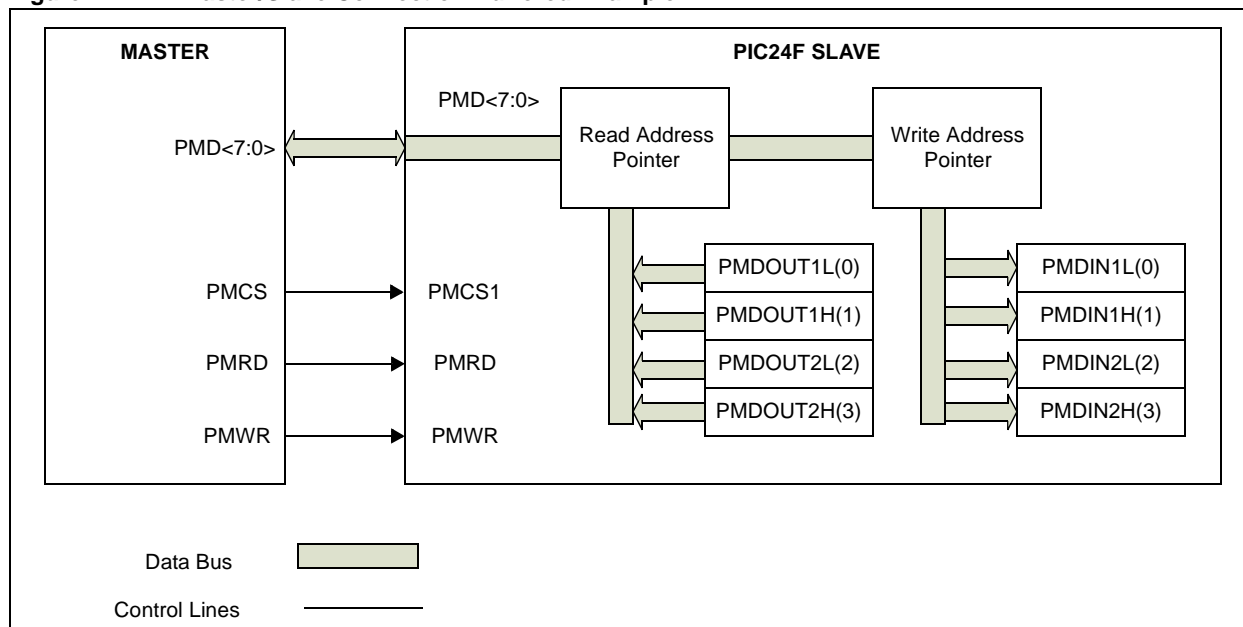 MASTER
PIC24F SLAVE
PMD<7:0>
PMD<7:0>
Read Address
Pointer
Write Address
Pointer
PMDOUT1L(0)
PMDIN1L(0)
PMCS
PMCS1
PMDOUT1H(1)
PMDIN1H(1)
PMRD
PMRD
PMDOUT2L(2)
PMDIN2L(2)
PMDOUT2H(3)
PMDIN2H(3)
PMWR
PMWR
Data Bus
Control Lines